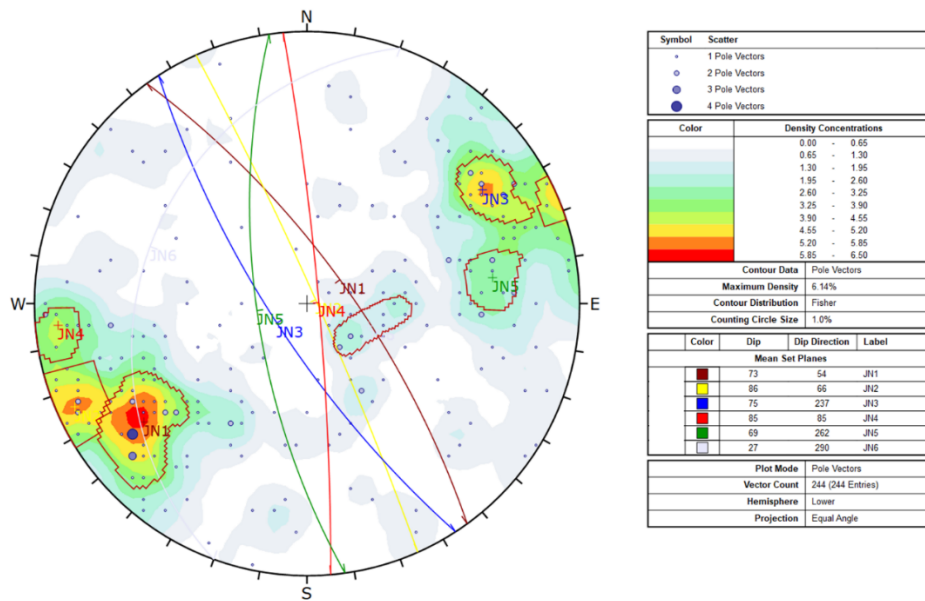 N
JN6
JN3
JN5
JN1
W
E
JN4
JN5
JN3
JN4
JN1
S
Symbol Scatter
1 Pole Vectors
2 Pole Vectors
3 Pole Vectors
4 Pole Vectors
Color Density Concentrations
0.00 - 0.65
0.65 - 1.30
1.30 - 1.95
1.95 - 2.60
2.60 - 3.25
3.25 - 3.90
3.90 - 4.55
4.55 - 5.20
5.20 - 5.85
5.85 - 6.50
Contour Data Pole Vectors
Maximum Density 6.14%
Contour Distribution Fisher
Counting Circle Size 1.0%
Color Dip Dip Direction Label
Mean Set Planes
73 54 JN1
86 66 JN2
75 237 JN3
85 85 JN4
69 262 JN5
27 290 JN6
Plot Mode Pole Vectors
Vector Count 244 (244 Entries)
Hemisphere Lower
Projection Equal Angle